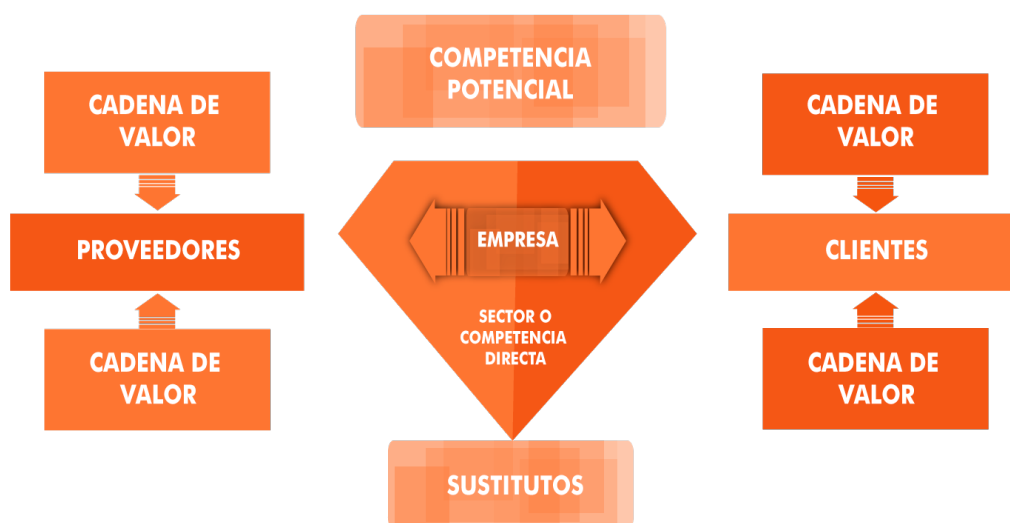 COMPETENCIA
POTENCIAL
CADENA DE
VALOR
CADENA DE
VALOR
PROVEEDORES
EMPRESA
CLIENTES
SECTOR O
COMPETENCIA
DIRECTA
CADENA DE
VALOR
CADENA DE
VALOR
SUSTITUTOS